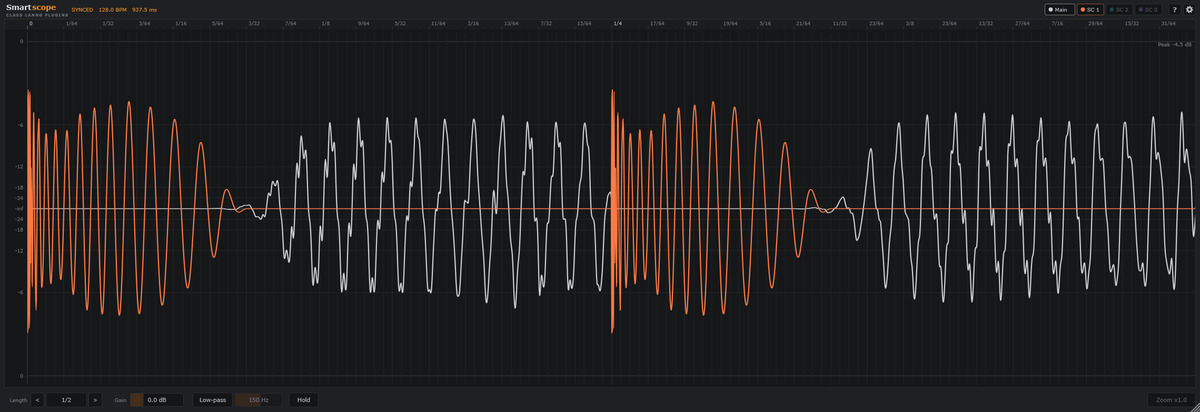 Smartscope SYNCED 128.0 BPM 937.5 ms Main SC 1 SC 2 SC 3 ?
CLASS LANNG PLUGINS
0 1/64 1/32 3/64 1/16 5/64 3/32 7/64 1/8 9/64 5/32 11/64 3/16 13/64 7/32 15/64 1/4 17/64 9/32 19/64 5/16 21/64 11/32 23/64 3/8 25/64 13/32 27/64 7/16 29/64 15/32 31/64
0 Peak -4.5 dB
-6
-12
-18
-24
-inf
-24
-18
-12
-6
0
Length < 1/2 > Gain 0.0 dB Low-pass 150 Hz Hold Zoom x1.0